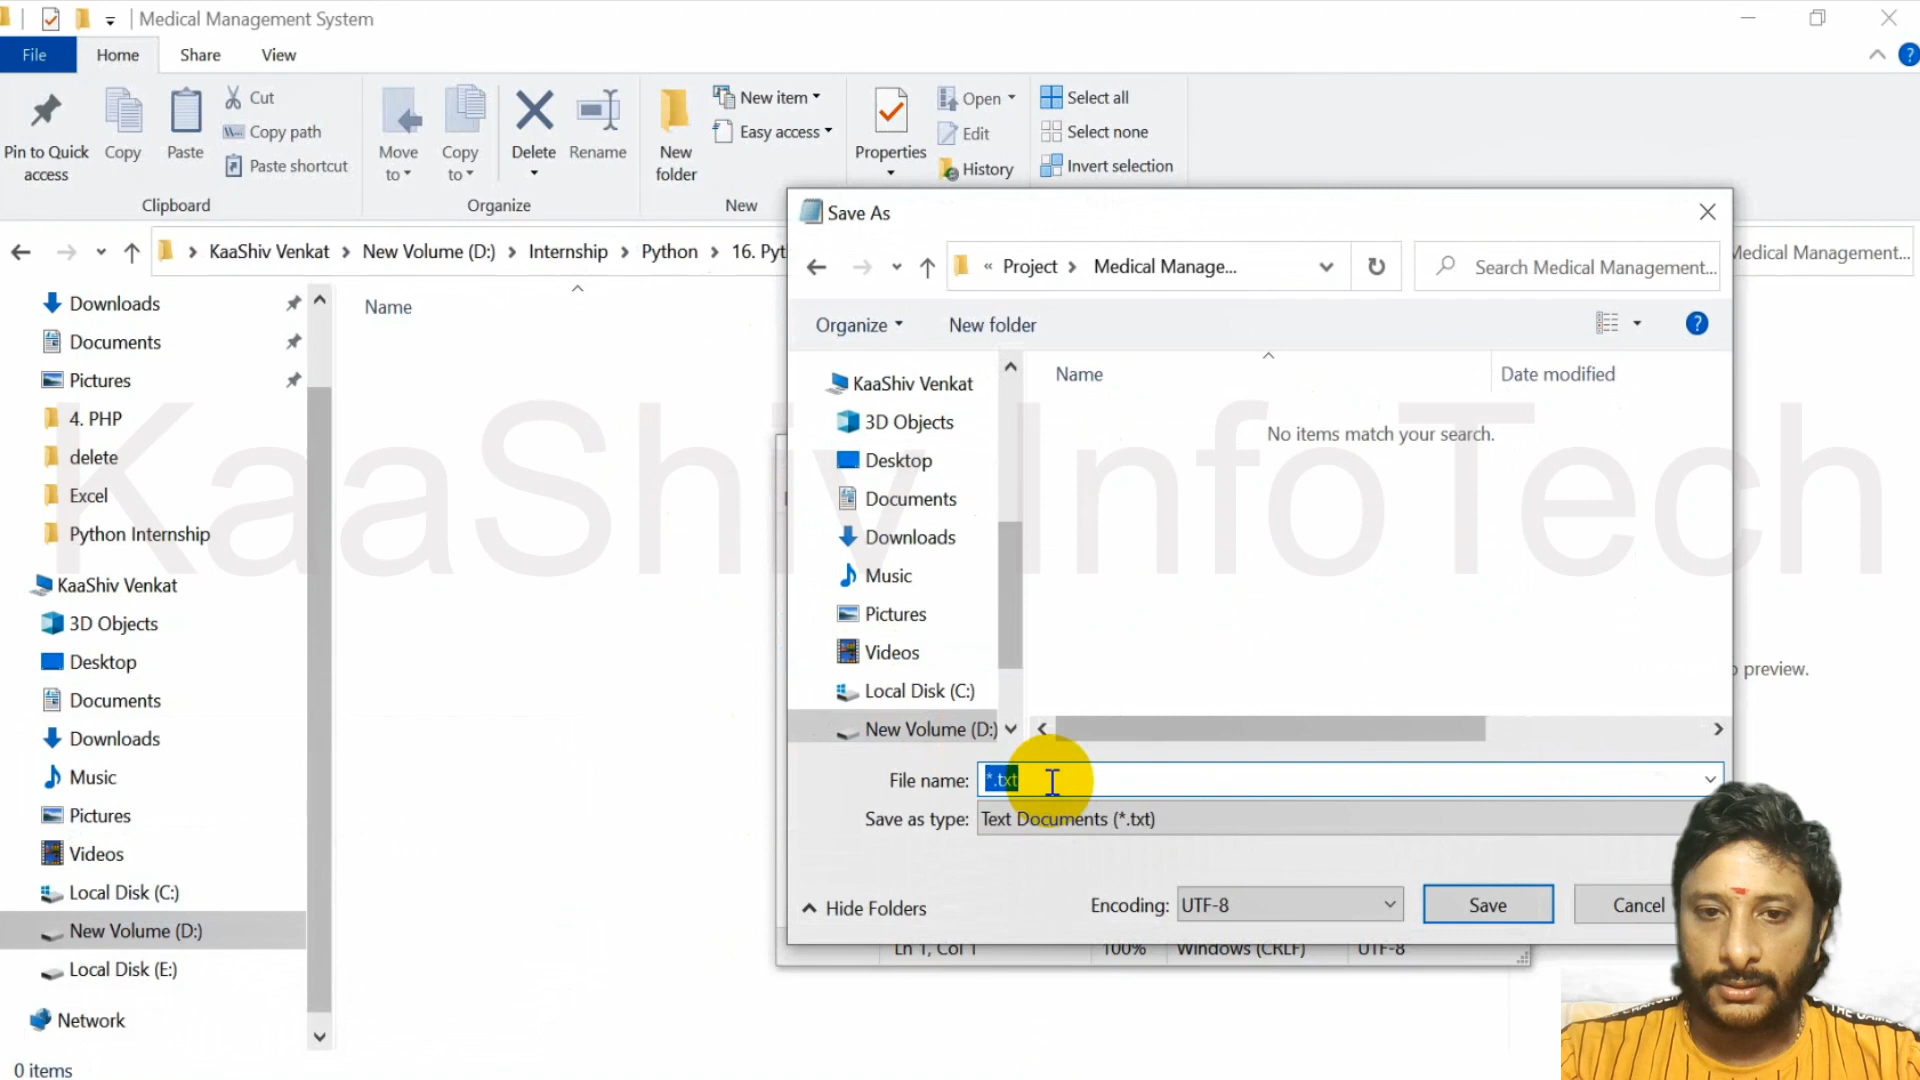 Medical Management System
File Home Share View
Pin to Quick access
Copy
Paste
Cut
Copy path
Paste shortcut
Clipboard
Move to
Copy to
Delete
Rename
Organize
New folder
New item
Easy access
New
Properties
Open
Edit
History
Select all
Select none
Invert selection
KaaShiv Venkat New Volume (D:) Internship Python 16. Pyt
Medical Management...
Downloads
Documents
Pictures
4. PHP
delete
Excel
Python Internship
KaaShiv Venkat
3D Objects
Desktop
Documents
Downloads
Music
Pictures
Videos
Local Disk (C:)
New Volume (D:)
Local Disk (E:)
Network
0 items
Name
Save As
« Project Medical Manage...
Search Medical Management...
Organize New folder
KaaShiv Venkat
3D Objects
Desktop
Documents
Downloads
Music
Pictures
Videos
Local Disk (C:)
New Volume (D:)
Name Date modified
No items match your search.
preview.
File name: *.txt
Save as type: Text Documents (*.txt)
Hide Folders Encoding: UTF-8 Save Cancel
Ln 1, Col 1 100% Windows (CRLF) UTF-8
KaaShiv InfoTech